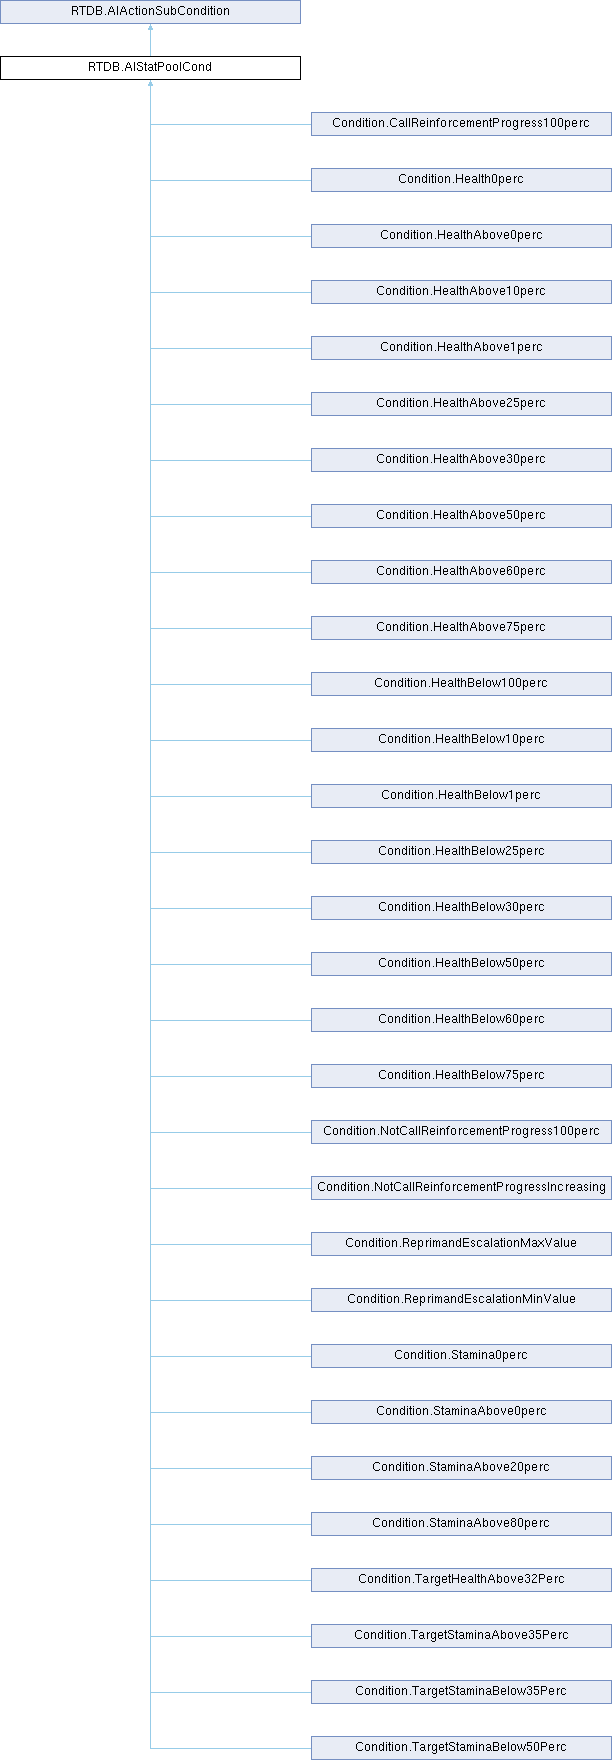 RTDB.AIActionSubCondition
RTDB.AIStatPoolCond
Condition.CallReinforcementProgress100perc
Condition.Health0perc
Condition.HealthAbove0perc
Condition.HealthAbove10perc
Condition.HealthAbove1perc
Condition.HealthAbove25perc
Condition.HealthAbove30perc
Condition.HealthAbove50perc
Condition.HealthAbove60perc
Condition.HealthAbove75perc
Condition.HealthBelow100perc
Condition.HealthBelow10perc
Condition.HealthBelow1perc
Condition.HealthBelow25perc
Condition.HealthBelow30perc
Condition.HealthBelow50perc
Condition.HealthBelow60perc
Condition.HealthBelow75perc
Condition.NotCallReinforcementProgress100perc
Condition.NotCallReinforcementProgressIncreasing
Condition.ReprimandEscalationMaxValue
Condition.ReprimandEscalationMinValue
Condition.Stamina0perc
Condition.StaminaAbove0perc
Condition.StaminaAbove20perc
Condition.StaminaAbove80perc
Condition.TargetHealthAbove32Perc
Condition.TargetStaminaAbove35Perc
Condition.TargetStaminaBelow35Perc
Condition.TargetStaminaBelow50Perc